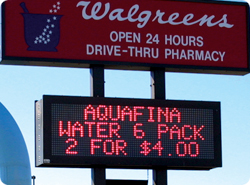 Walgreens
OPEN 24 HOURS
DRIVE-THRU PHARMACY
AQUAFINA
WATER 6 PACK
2 FOR $4.00